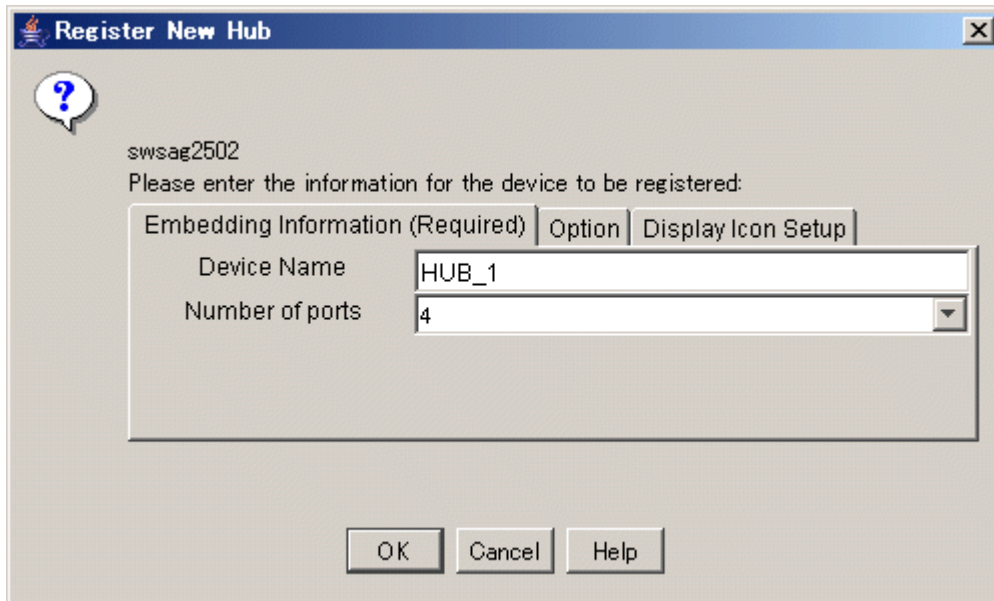 Register New Hub
?
swsag2502
Please enter the information for the device to be registered:
Embedding Information (Required) Option Display Icon Setup
Device Name HUB_1
Number of ports 4
OK Cancel Help